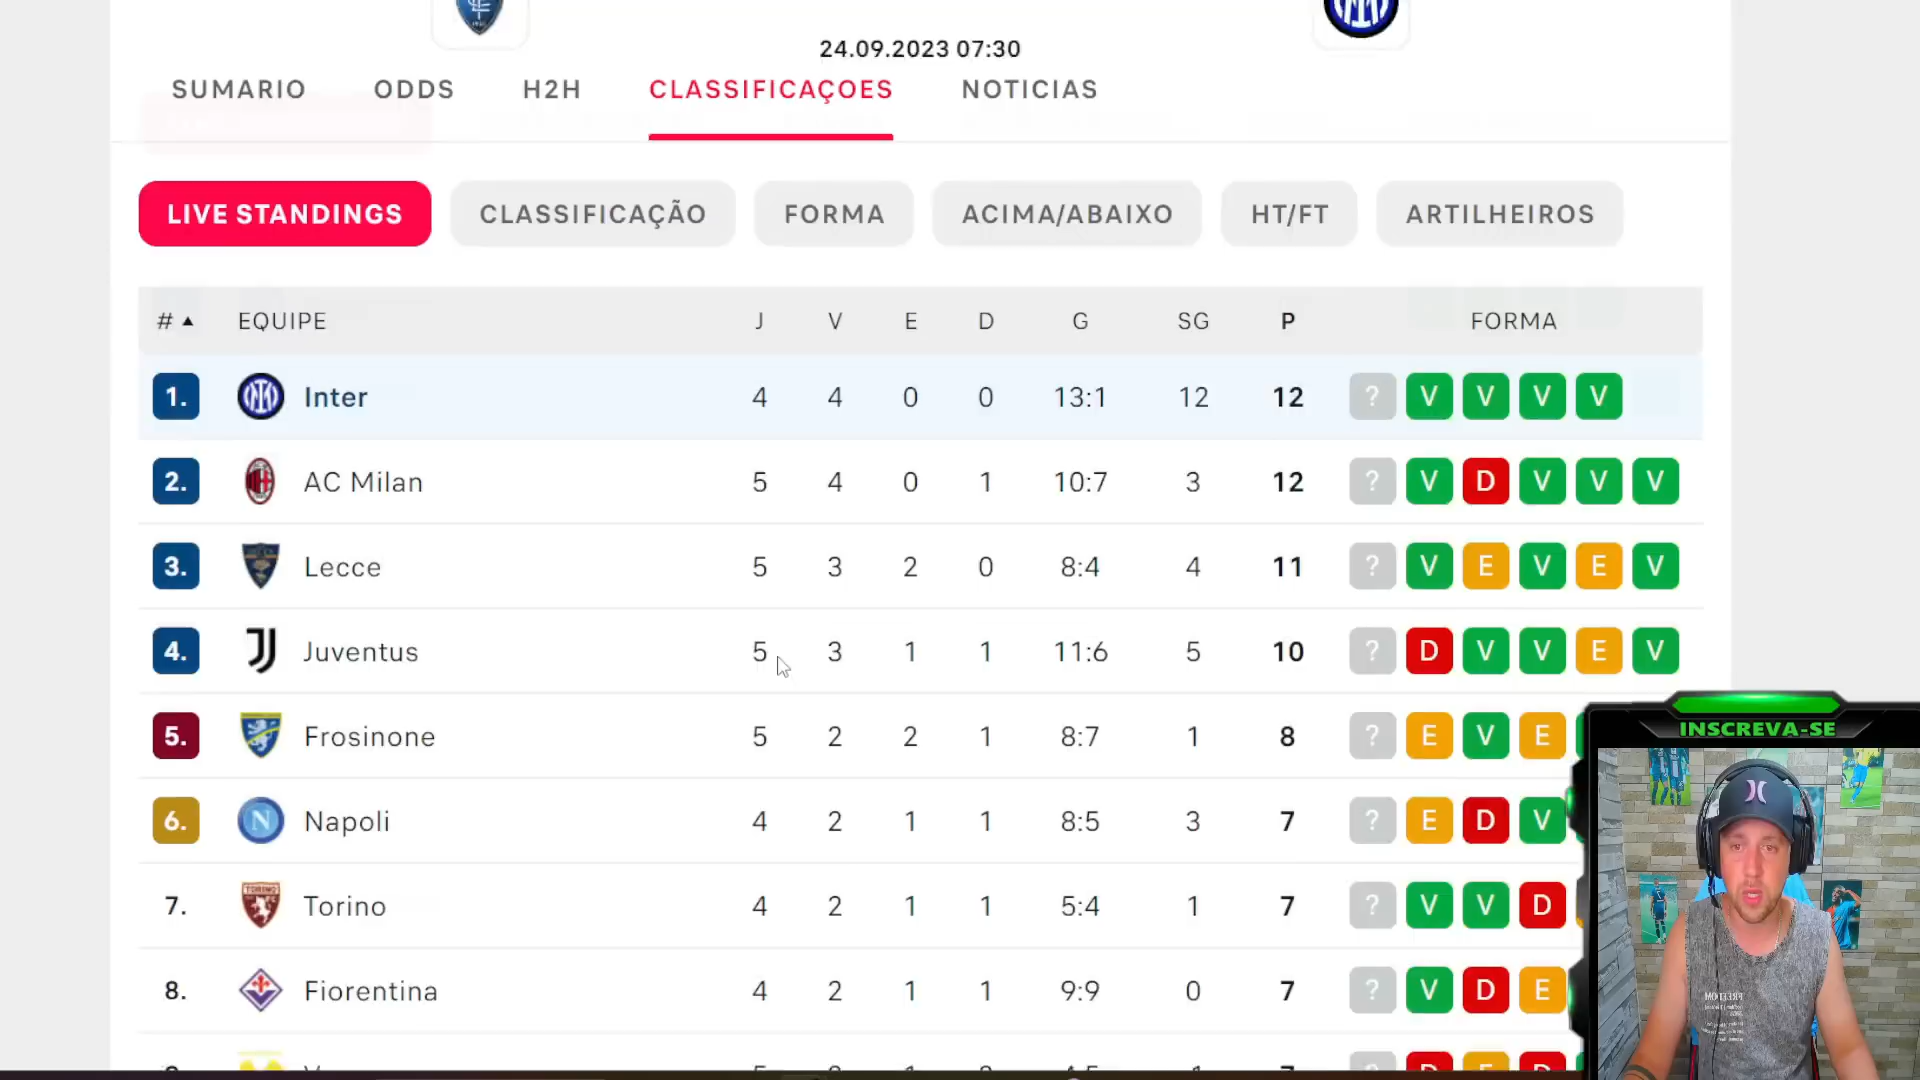 24.09.2023 07:30
SUMARIO ODDS H2H CLASSIFICAÇOES NOTICIAS
LIVE STANDINGS CLASSIFICAÇÃO FORMA ACIMA/ABAIXO HT/FT ARTILHEIROS
# ▲ EQUIPE J V E D G SG P FORMA
1. Inter 4 4 0 0 13:1 12 12 ? V V V V
2. AC Milan 5 4 0 1 10:7 3 12 ? V D V V V
3. Lecce 5 3 2 0 8:4 4 11 ? V E V E V
4. Juventus 5 3 1 1 11:6 5 10 ? D V V E V
5. Frosinone 5 2 2 1 8:7 1 8 ? E V E
INSCREVA-SE
6. Napoli 4 2 1 1 8:5 3 7 ? E D V
7. Torino 4 2 1 1 5:4 1 7 ? V V D
8. Fiorentina 4 2 1 1 9:9 0 7 ? V D E